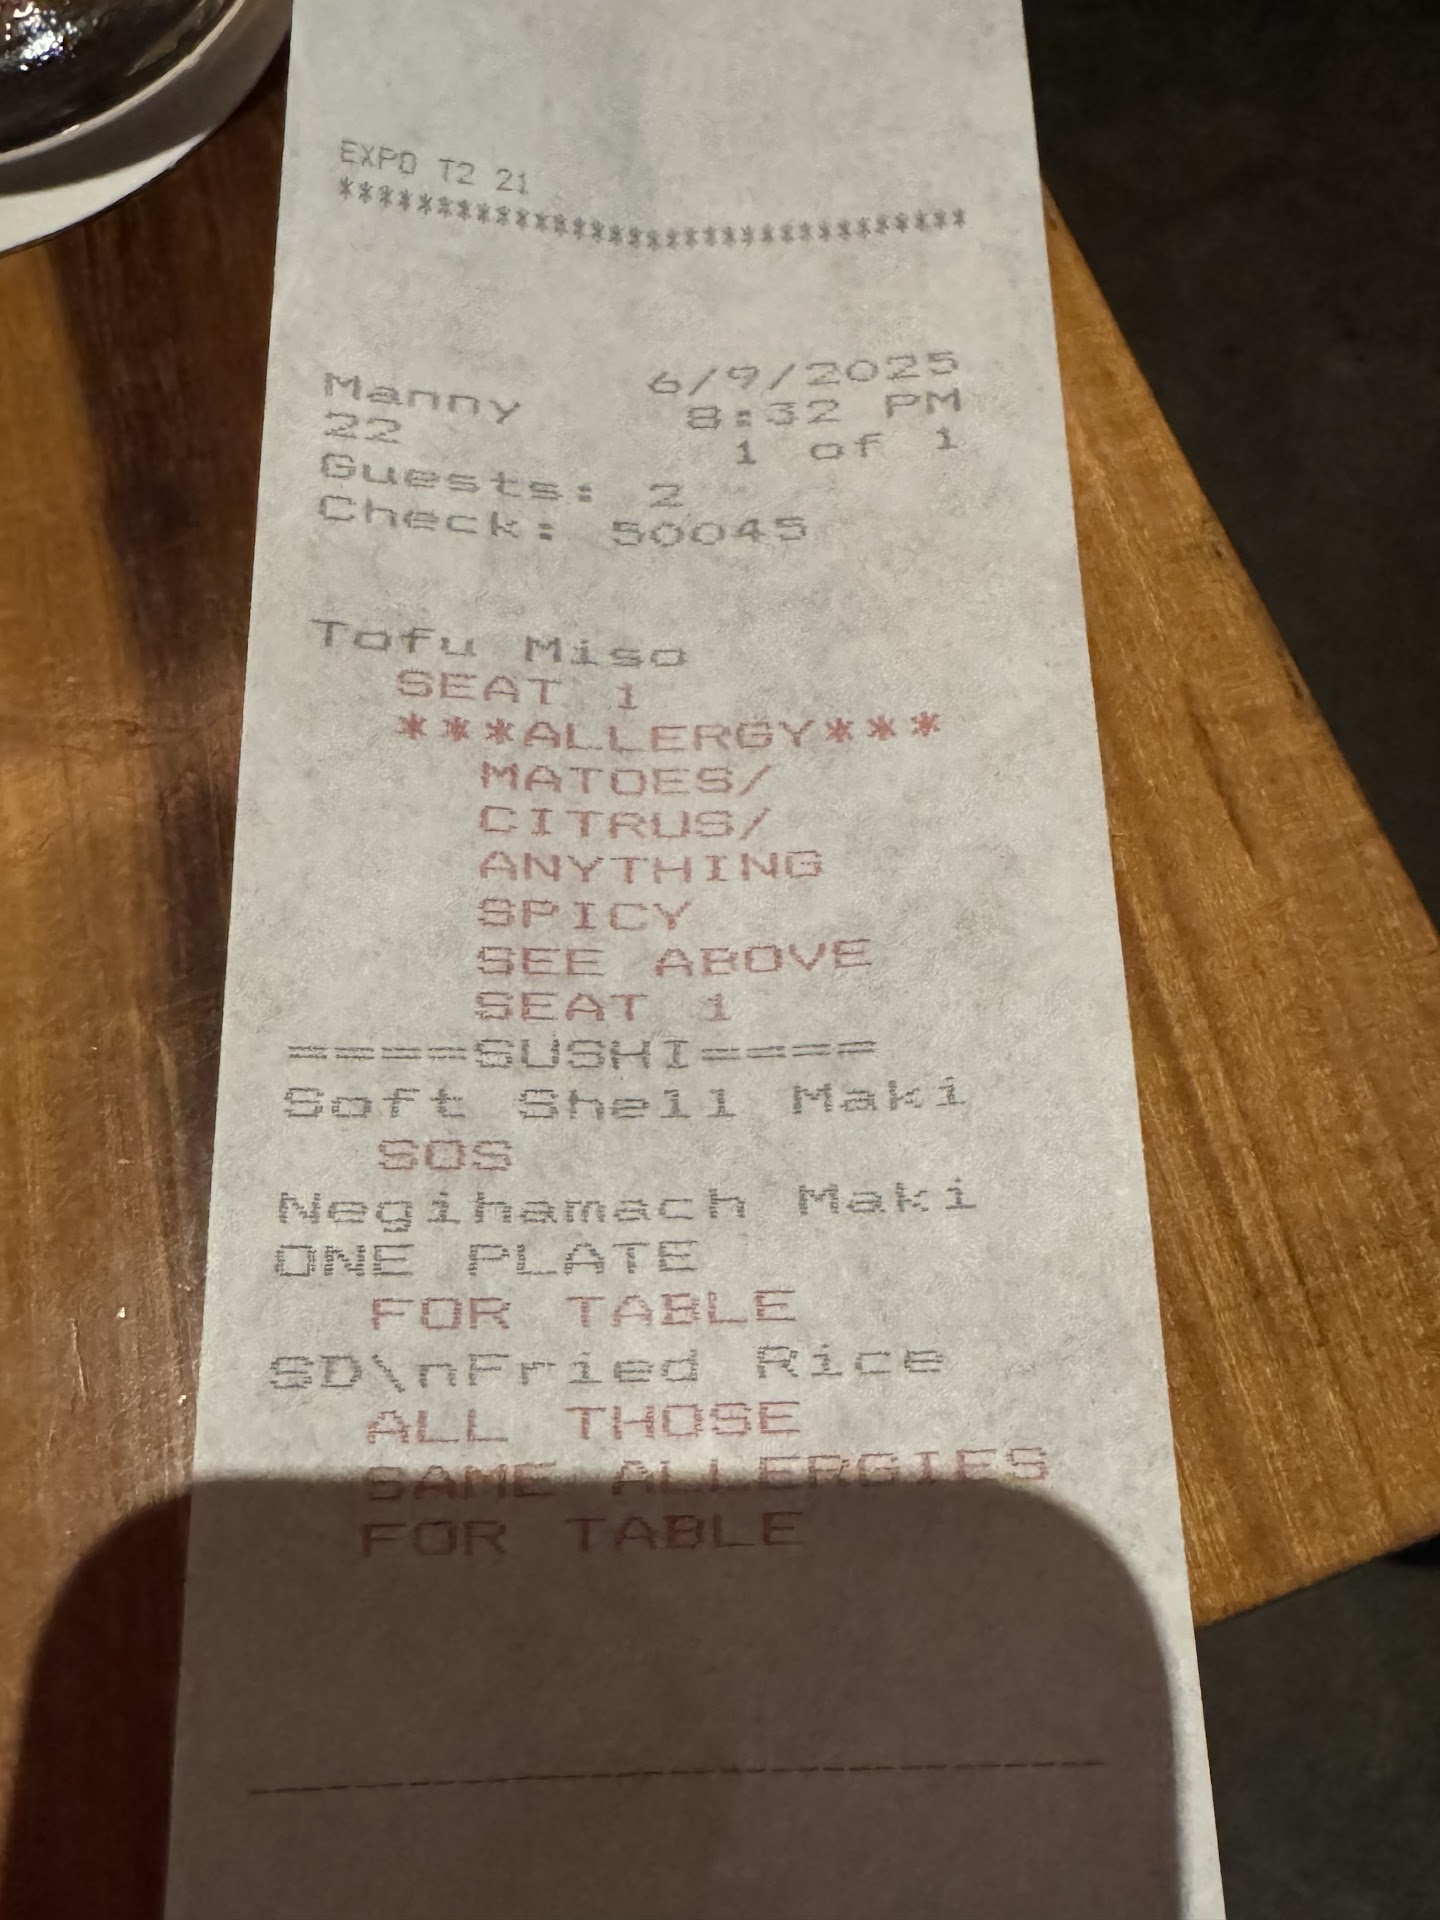 EXPO T2 21
********************************
Manny 6/9/2025
22 8:32 PM
Guests: 2 1 of 1
Check: 50045
Tofu Miso
SEAT 1
***ALLERGY***
MATOES/
CITRUS/
ANYTHING
SPICY
SEE ABOVE
SEAT 1
====SUSHI====
Soft Shell Maki
SOS
Negihamach Maki
ONE PLATE
FOR TABLE
SD\nFried Rice
ALL THOSE
SAME ALLERGIES
FOR TABLE